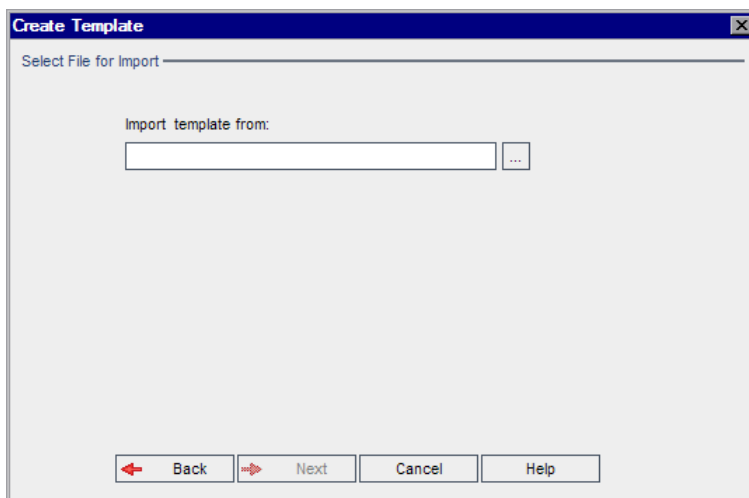 Create Template
Select File for Import
Import template from:
...
Back Next Cancel Help